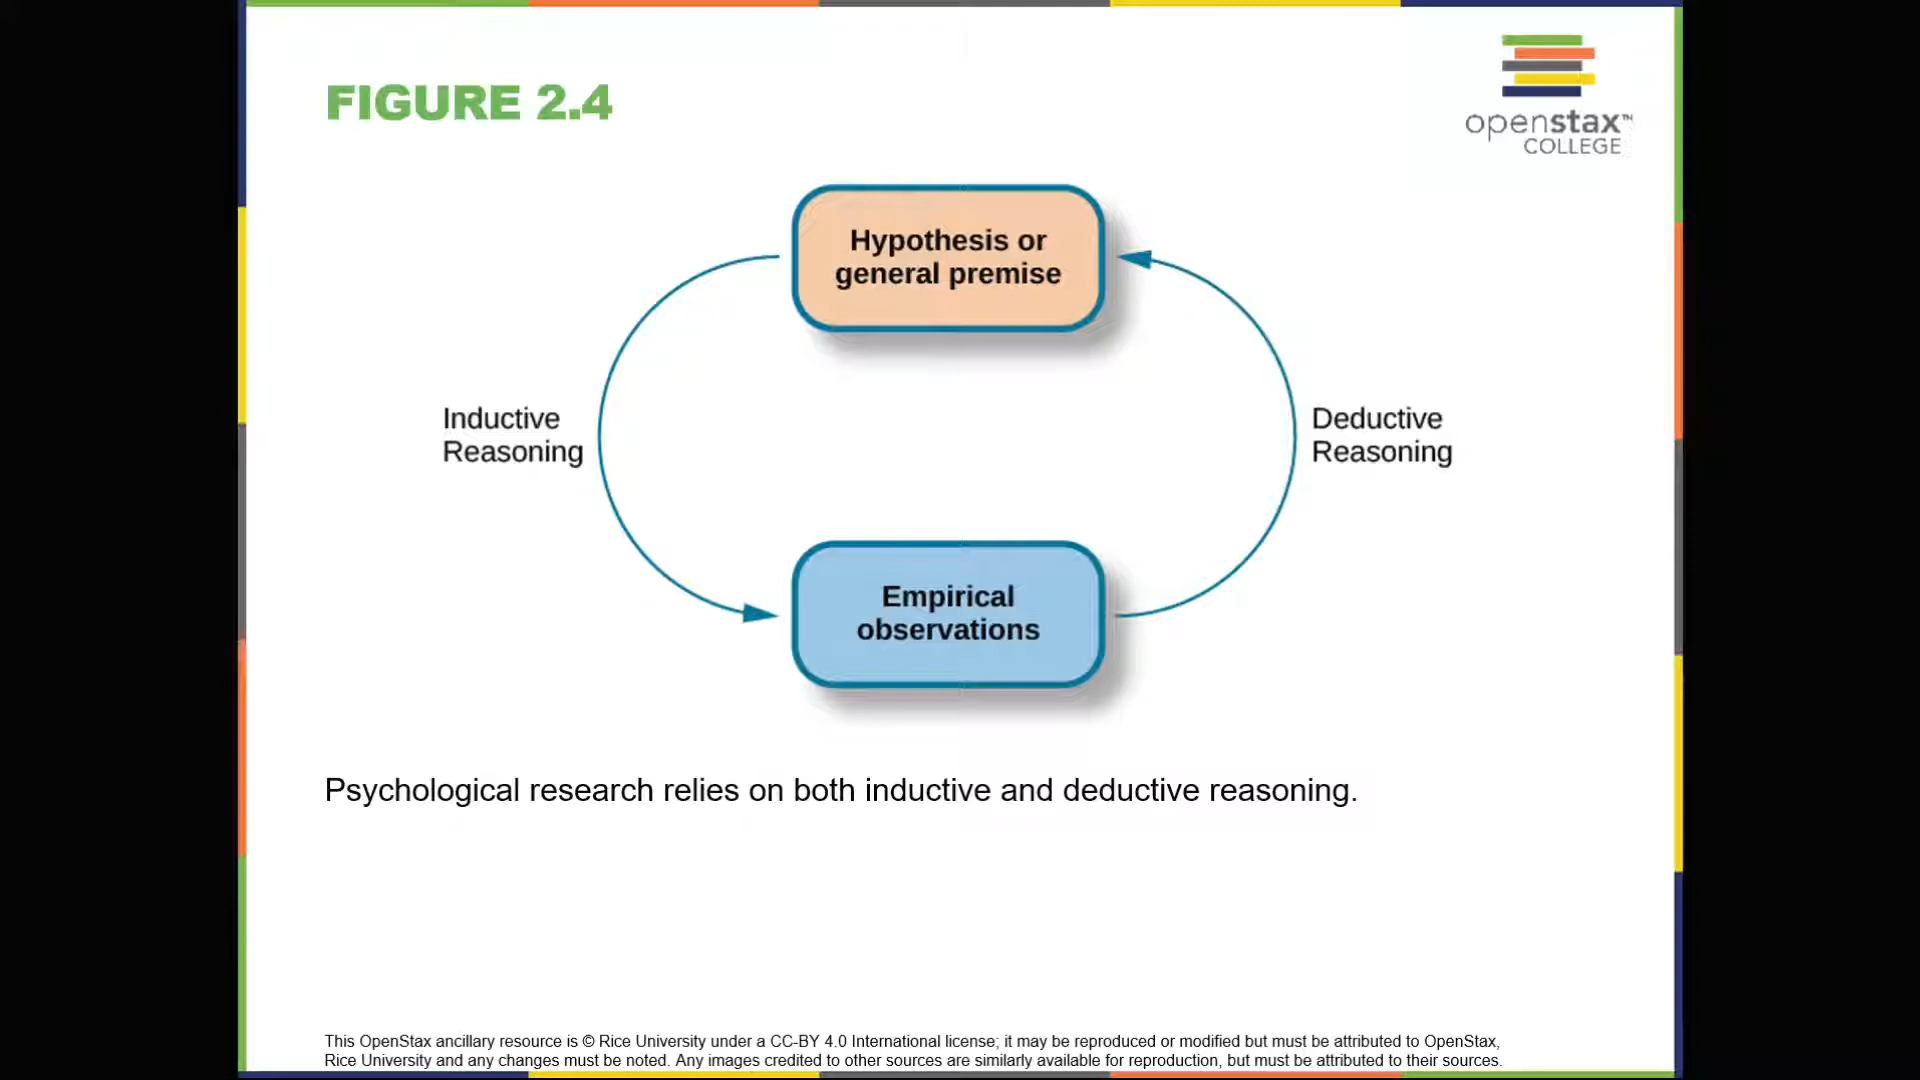 FIGURE 2.4
openstax™
COLLEGE
Hypothesis or
general premise
Inductive
Reasoning
Deductive
Reasoning
Empirical
observations
Psychological research relies on both inductive and deductive reasoning.
This OpenStax ancillary resource is © Rice University under a CC-BY 4.0 International license; it may be reproduced or modified but must be attributed to OpenStax,
Rice University and any changes must be noted. Any images credited to other sources are similarly available for reproduction, but must be attributed to their sources.